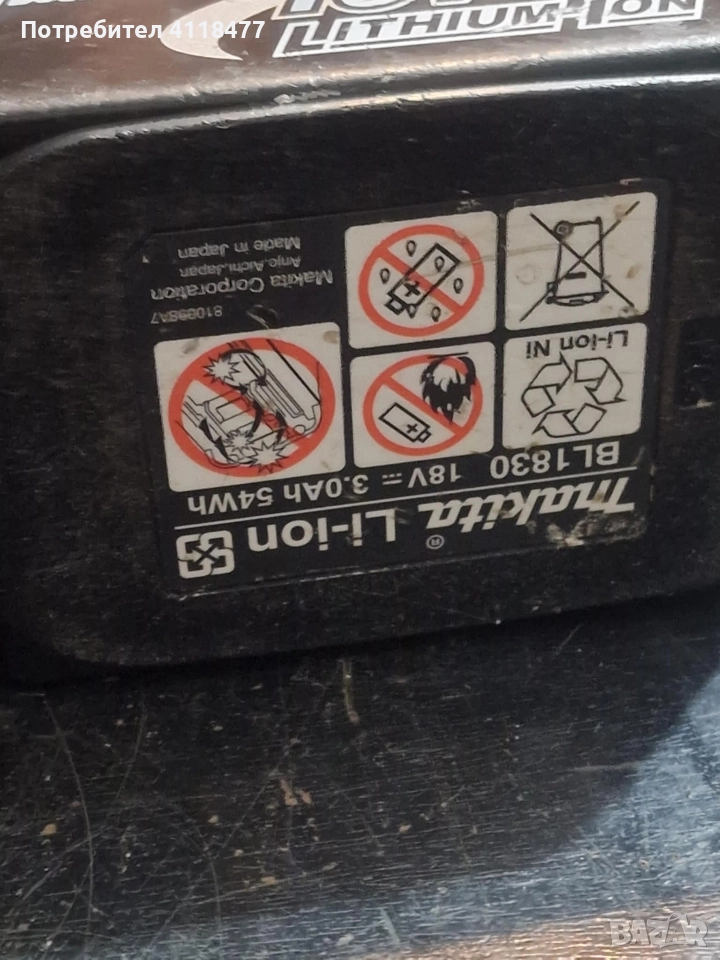 Потребител 4118477
LITHIUM-ION
makita® Li-ion
BL1830 18V 3.0Ah 54Wh
Li-ion Ni
Makita Corporation
Anjo, Aichi, Japan
Made in Japan
BAZAR